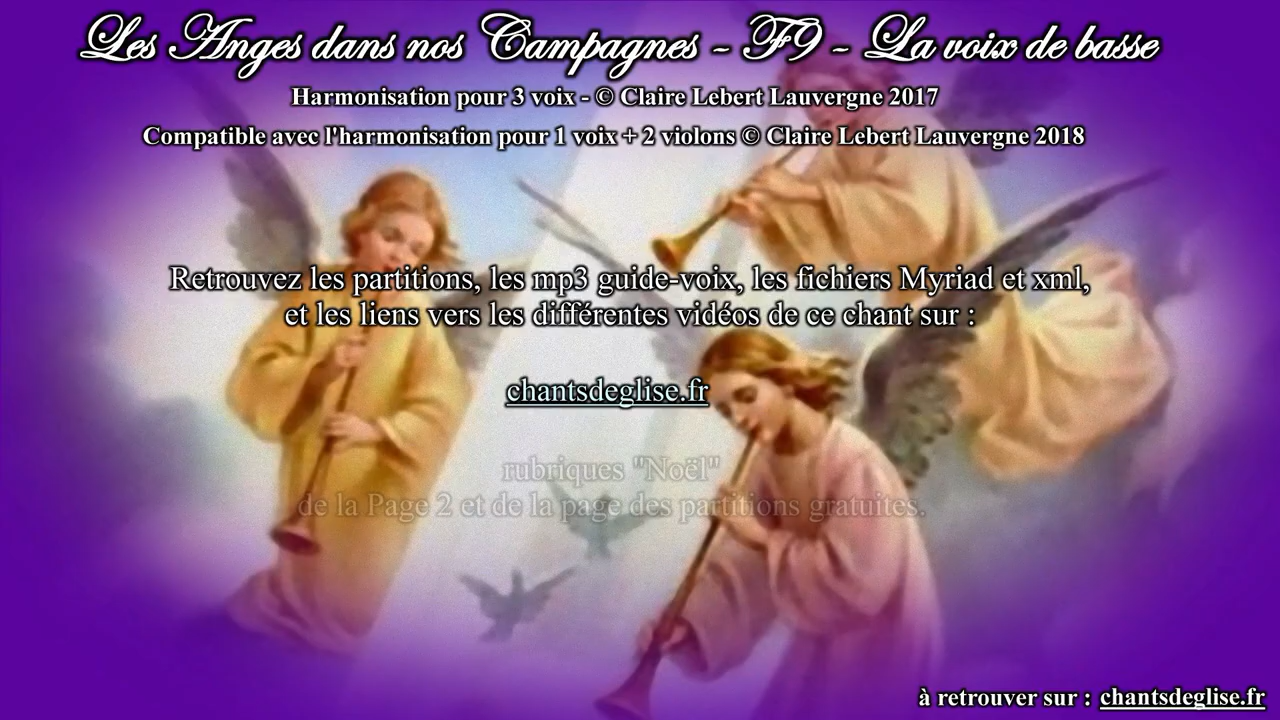 Les Anges dans nos Campagnes - F9 - La voix de basse
Harmonisation pour 3 voix - © Claire Lebert Lauvergne 2017
Compatible avec l'harmonisation pour 1 voix + 2 violons © Claire Lebert Lauvergne 2018
Retrouvez les partitions, les mp3 guide-voix, les fichiers Myriad et xml,
et les liens vers les différentes vidéos de ce chant sur :
chantsdeglise.fr
rubriques "Noël"
de la Page 2 et de la page des partitions gratuites.
à retrouver sur : chantsdeglise.fr